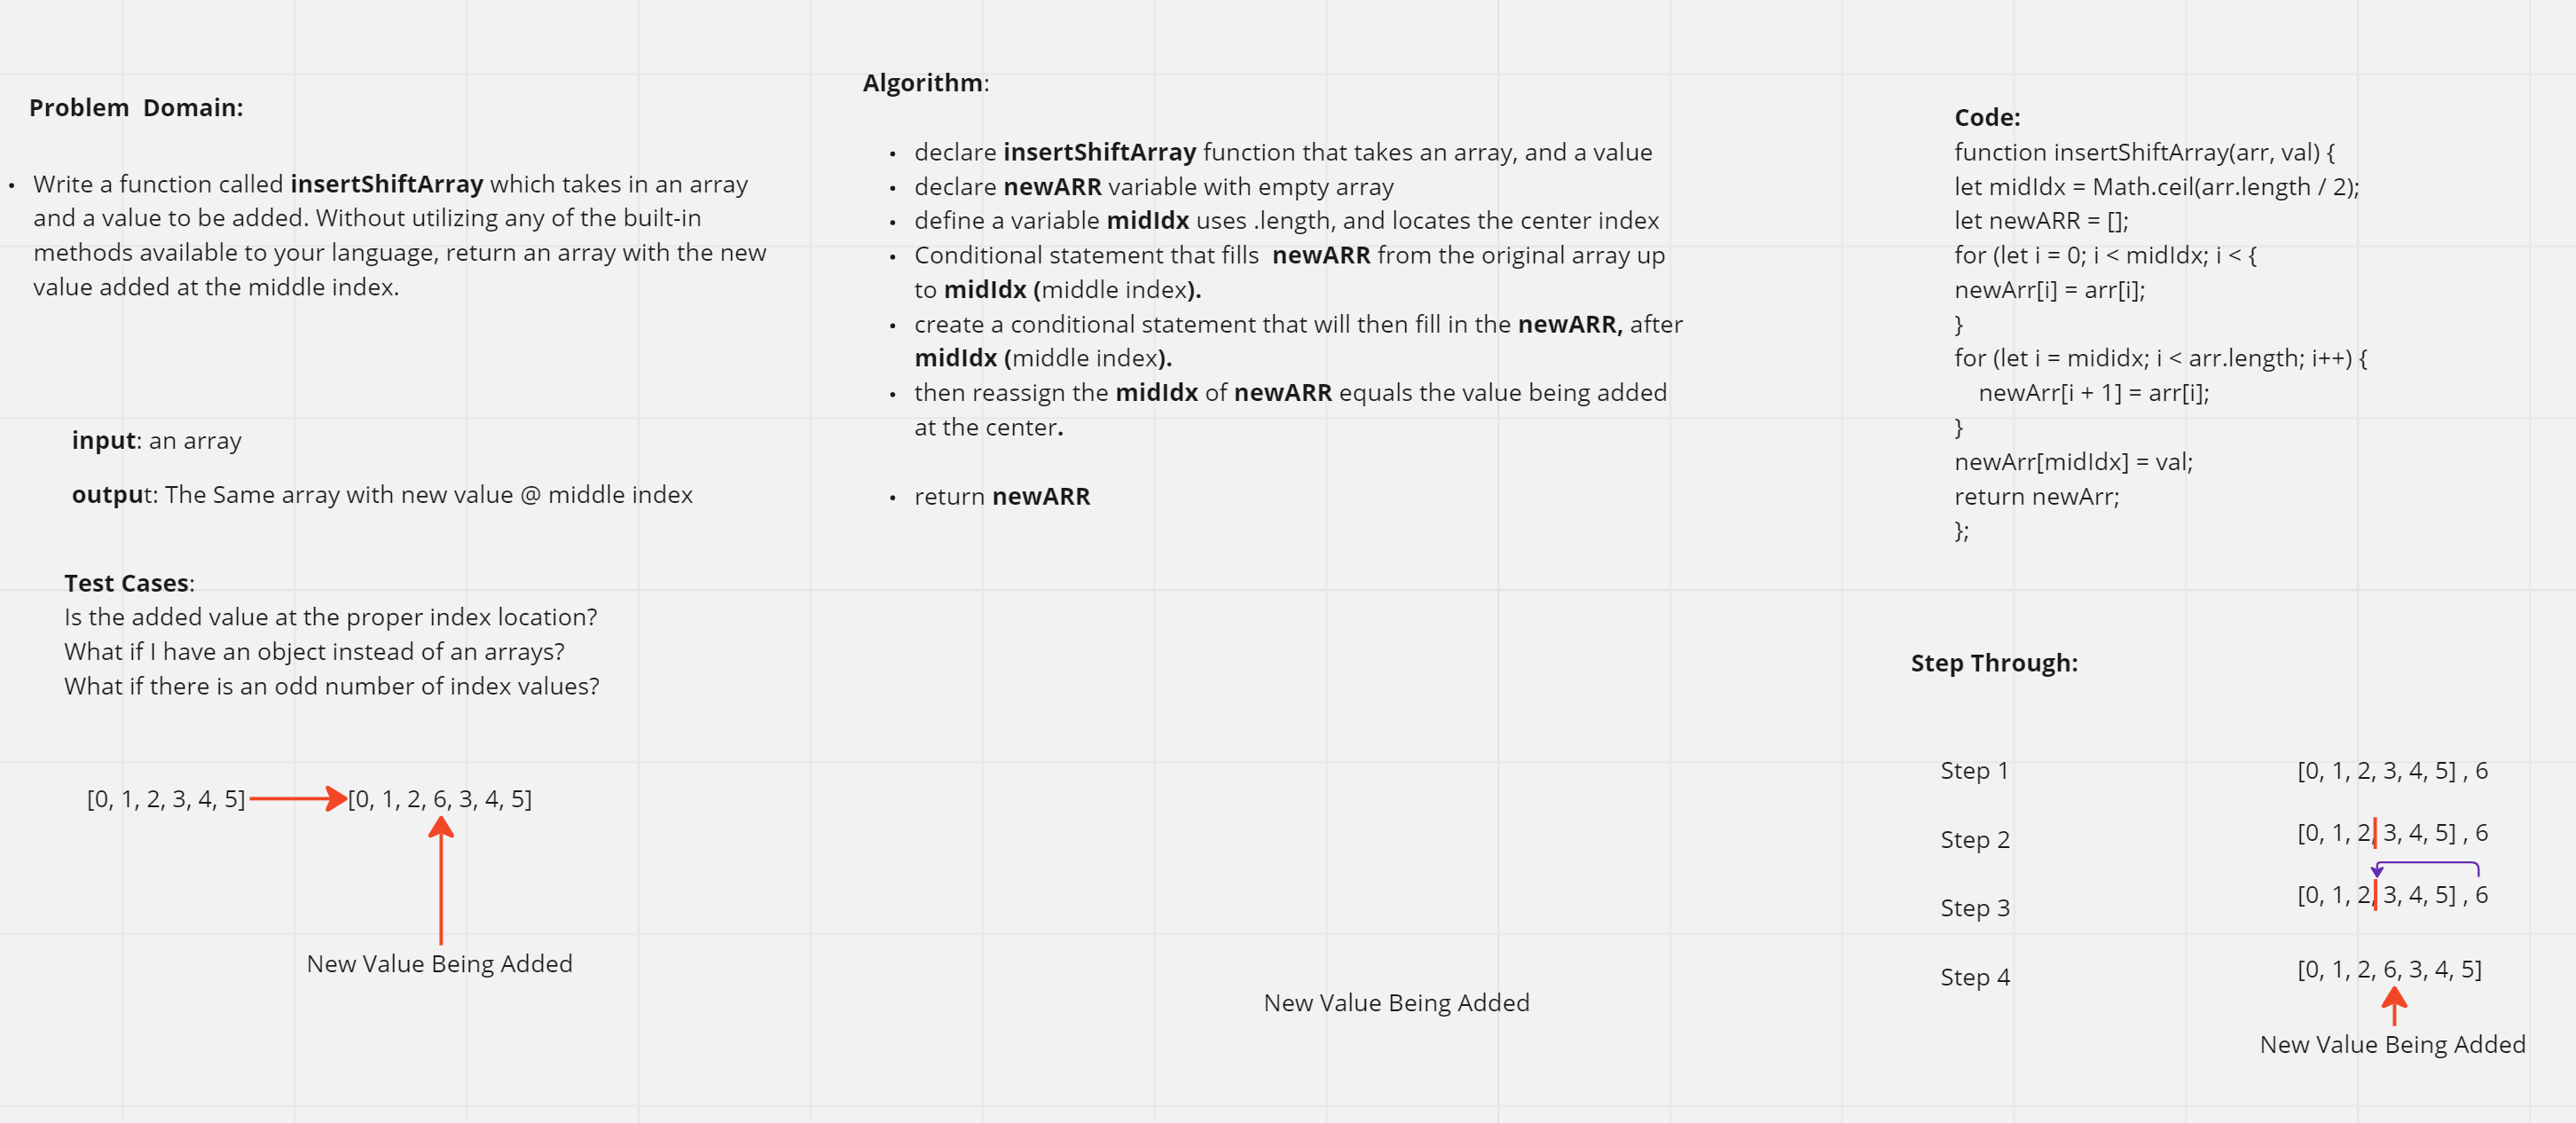 Problem  Domain:
• Write a function called insertShiftArray which takes in an array
and a value to be added. Without utilizing any of the built-in
methods available to your language, return an array with the new
value added at the middle index.
input: an array
output: The Same array with new value @ middle index
Test Cases:
Is the added value at the proper index location?
What if I have an object instead of an arrays?
What if there is an odd number of index values?
[0, 1, 2, 3, 4, 5]
[0, 1, 2, 6, 3, 4, 5]
New Value Being Added
Algorithm:
• declare insertShiftArray function that takes an array, and a value
• declare newARR variable with empty array
• define a variable midIdx uses .length, and locates the center index
• Conditional statement that fills  newARR from the original array up
to midIdx (middle index).
• create a conditional statement that will then fill in the newARR, after
midIdx (middle index).
• then reassign the midIdx of newARR equals the value being added
at the center.
• return newARR
New Value Being Added
Code:
function insertShiftArray(arr, val) {
let midIdx = Math.ceil(arr.length / 2);
let newARR = [];
for (let i = 0; i < midIdx; i < {
newArr[i] = arr[i];
}
for (let i = mididx; i < arr.length; i++) {
newArr[i + 1] = arr[i];
}
newArr[midIdx] = val;
return newArr;
};
Step Through:
Step 1
[0, 1, 2, 3, 4, 5] , 6
Step 2
[0, 1, 2, 3, 4, 5] , 6
Step 3
[0, 1, 2, 3, 4, 5] , 6
Step 4
[0, 1, 2, 6, 3, 4, 5]
New Value Being Added